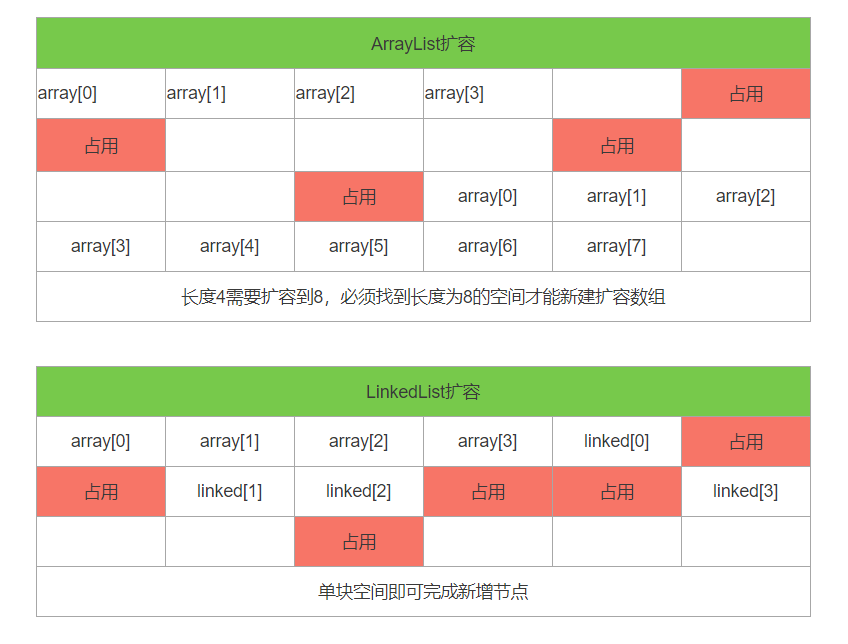 ArrayList扩容
array[0] array[1] array[2] array[3] 占用
占用 占用
占用 array[0] array[1] array[2]
array[3] array[4] array[5] array[6] array[7]
长度4需要扩容到8，必须找到长度为8的空间才能新建扩容数组
LinkedList扩容
array[0] array[1] array[2] array[3] linked[0] 占用
占用 linked[1] linked[2] 占用 占用 linked[3]
占用
单块空间即可完成新增节点